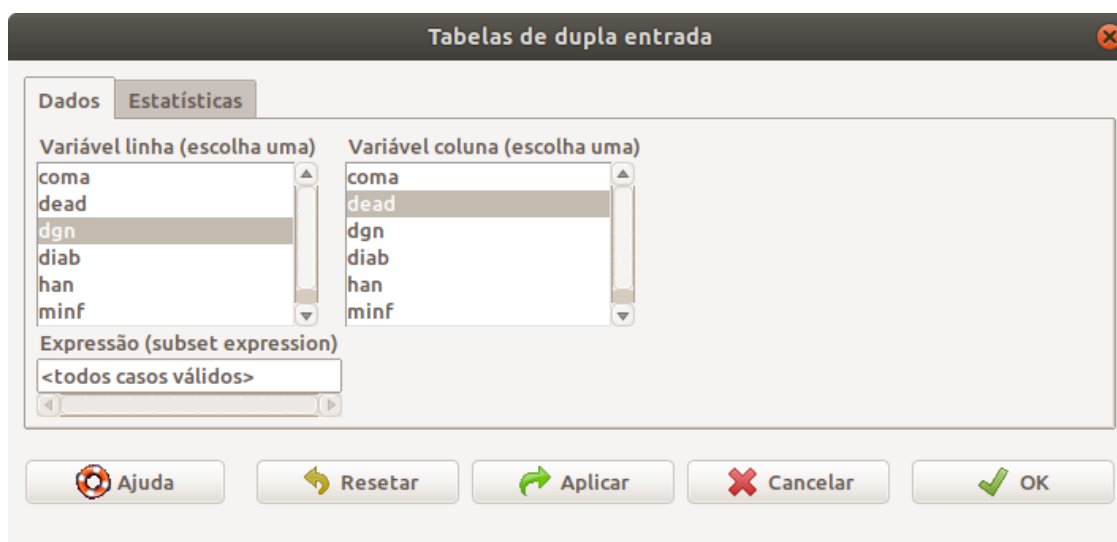 Tabelas de dupla entrada
Dados Estatísticas
Variável linha (escolha uma) Variável coluna (escolha uma)
coma coma
dead dead
dgn dgn
diab diab
han han
minf minf
Expressão (subset expression)
<todos casos válidos>
Ajuda Resetar Aplicar Cancelar OK